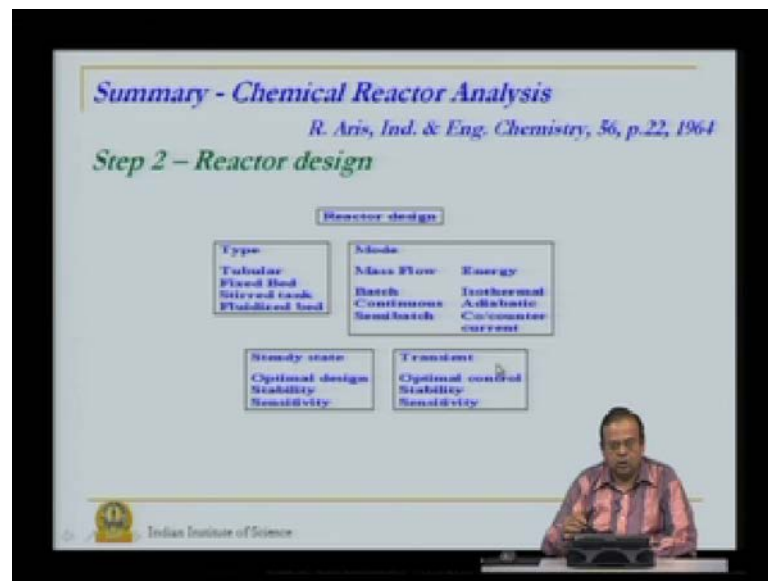 Summary - Chemical Reactor Analysis
R. Aris, Ind. & Eng. Chemistry, 56, p.22, 1964
Step 2 – Reactor design
Reactor design
Type
Tubular
Fixed Bed
Stirred tank
Fluidized bed
Mode
Mass Flow Energy
Batch Isothermal
Continuous Adiabatic
Semibatch Co/counter
current
Steady state
Optimal design
Stability
Sensitivity
Transient
Optimal control
Stability
Sensitivity
Indian Institute of Science